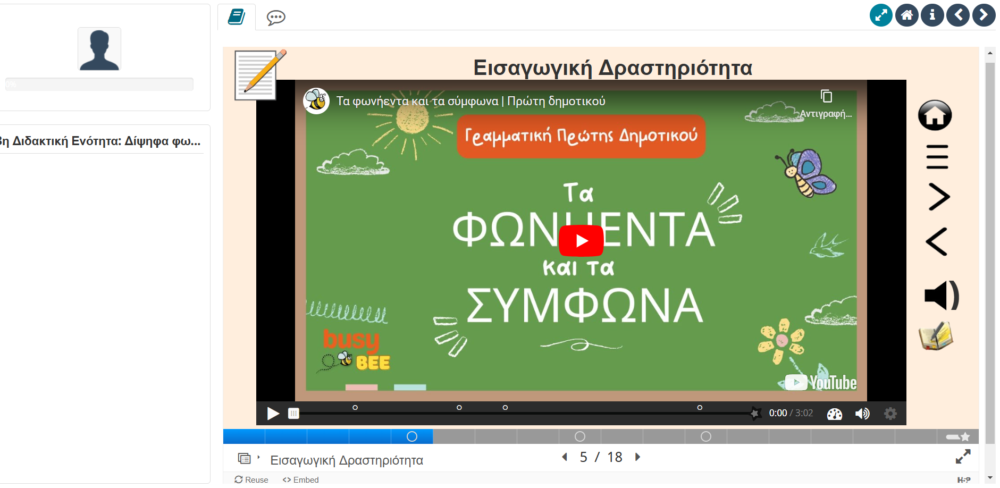 0%
3η Διδακτική Ενότητα: Δίψηφα φω...
Εισαγωγική Δραστηριότητα
Τα φωνήεντα και τα σύμφωνα | Πρώτη δημοτικού
Αντιγραφή...
Γραμματική Πρώτης Δημοτικού
Τα
ΦΩΝΗΕΝΤΑ
και τα
ΣΥΜΦΩΝΑ
busy
BEE
YouTube
0:00 / 3:02
Εισαγωγική Δραστηριότητα
5 / 18
Reuse
Embed
H5P